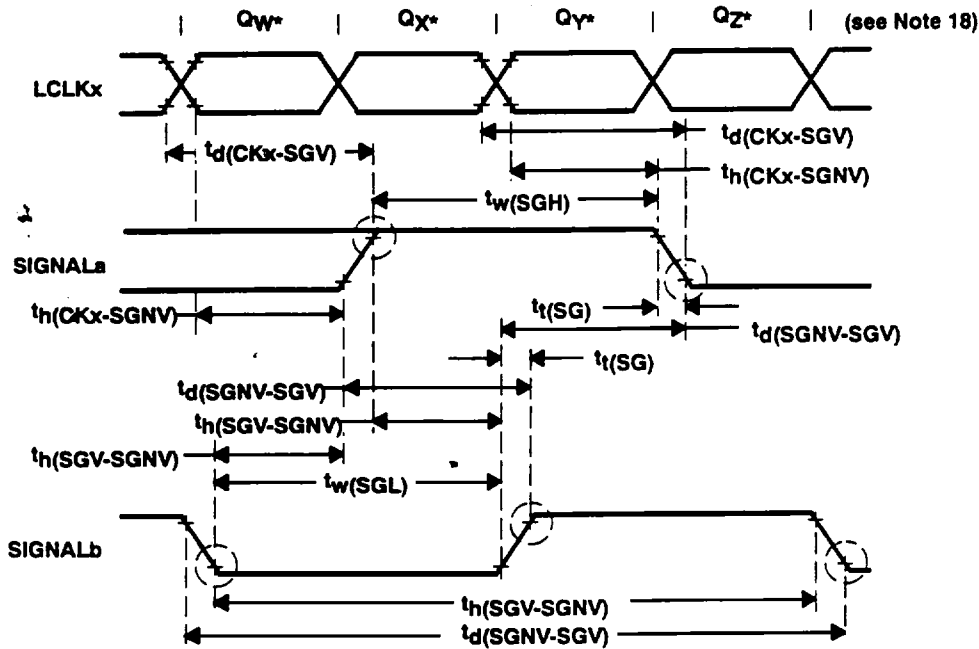 | QW* | QX* | QY* | QZ* | (see Note 18)
LCLKx
td(CKx-SGV)
td(CKx-SGV)
th(CKx-SGNV)
tw(SGH)
SIGNALa
th(CKx-SGNV)
tt(SG)
td(SGNV-SGV)
tt(SG)
td(SGNV-SGV)
th(SGV-SGNV)
th(SGV-SGNV)
tw(SGL)
SIGNALb
th(SGV-SGNV)
td(SGNV-SGV)